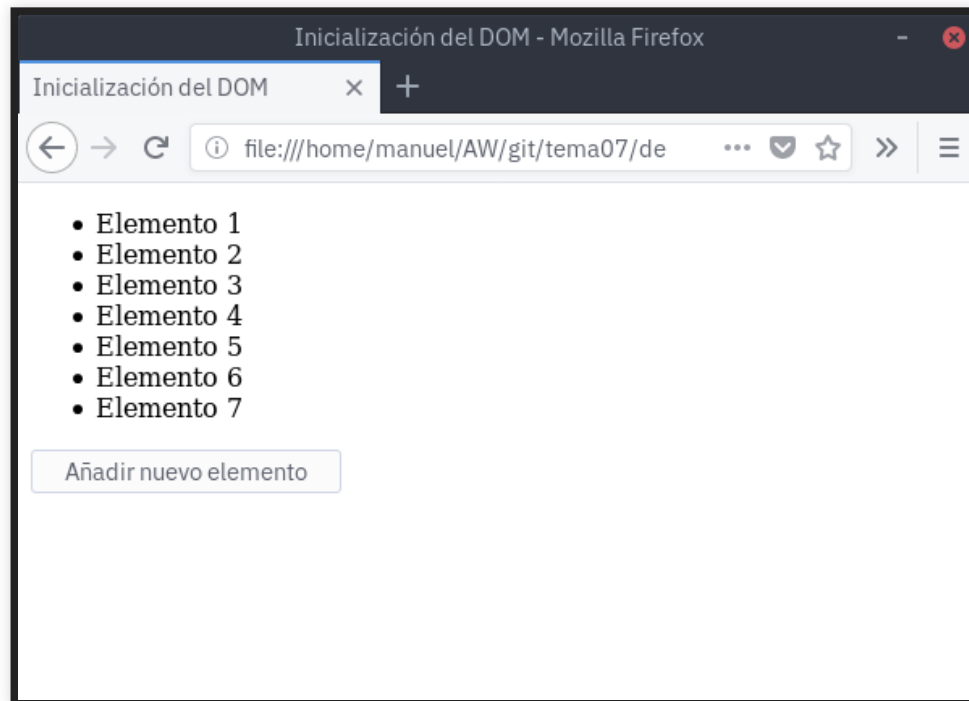 Inicialización del DOM - Mozilla Firefox
Inicialización del DOM
file:///home/manuel/AW/git/tema07/de
• Elemento 1
• Elemento 2
• Elemento 3
• Elemento 4
• Elemento 5
• Elemento 6
• Elemento 7
Añadir nuevo elemento